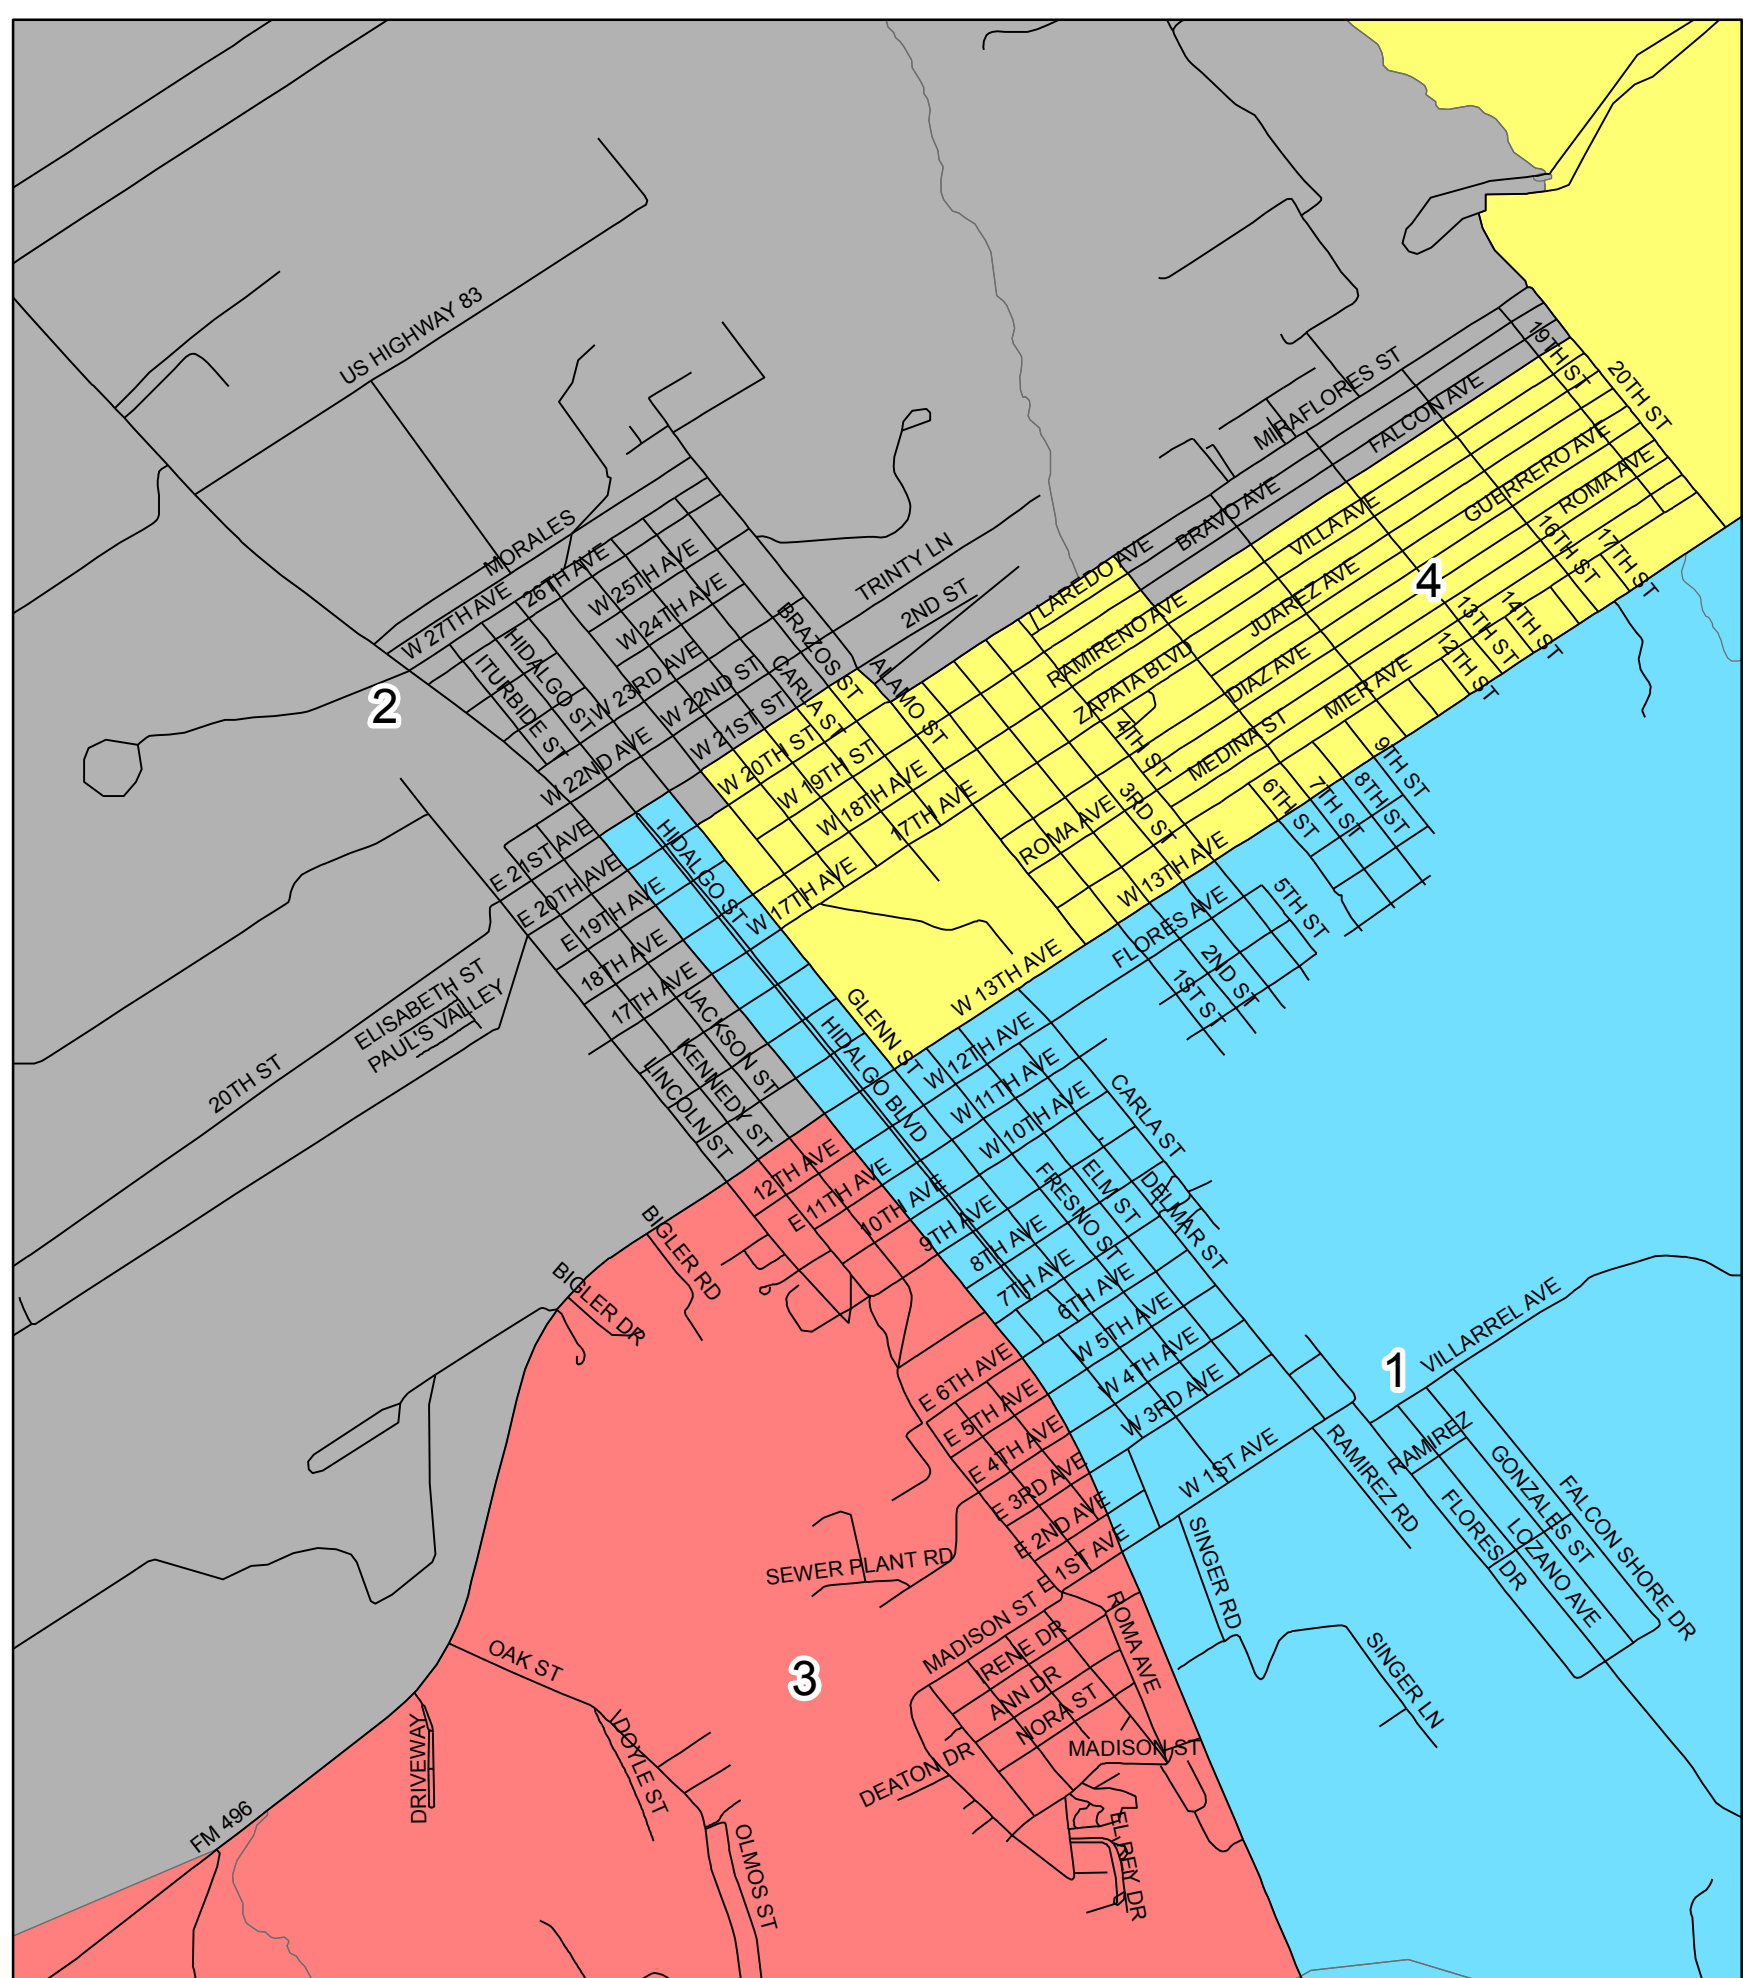 US HIGHWAY 83
19TH ST
20TH ST
MIRAFLORES ST
FALCON AVE
GUERRERO AVE
ROMA AVE
BRAVO AVE
VILLA AVE
16TH ST
17TH ST
MORALES
TRINTY LN
LAREDO AVE
4
W 27TH AVE
26TH AVE
W 25TH AVE
W 24TH AVE
2ND ST
RAMIRENO AVE
JUAREZ AVE
14TH ST
13TH ST
12TH ST
HIDALGO ST
ITURBIDE ST
W 23RD AVE
W 22ND ST
BRAZOS ST
CARLA ST
ALAMO ST
ZAPATA BLVD
DIAZ AVE
MIER AVE
2
W 22ND AVE
W 21ST ST
W 20TH ST
W 19TH ST
W 18TH AVE
17TH AVE
4TH ST
MEDINA ST
9TH ST
8TH ST
7TH ST
6TH ST
3RD ST
ROMA AVE
E 21ST AVE
E 20TH AVE
E 19TH AVE
18TH AVE
17TH AVE
HIDALGO ST
W 17TH AVE
W 13TH AVE
FLORES AVE
5TH ST
2ND ST
1ST ST
W 13TH AVE
ELISABETH ST
PAUL'S VALLEY
20TH ST
JACKSON ST
KENNEDY ST
LINCOLN ST
GLENN ST
HIDALGO BLVD
W 12TH AVE
W 11TH AVE
W 10TH AVE
CARLA ST
12TH AVE
E 11TH AVE
10TH AVE
9TH AVE
8TH AVE
7TH AVE
6TH AVE
W 5TH AVE
W 4TH AVE
W 3RD AVE
FRESNO ST
ELM ST
DELMAR ST
BIGLER RD
BIGLER DR
1
VILLARREL AVE
E 6TH AVE
E 5TH AVE
E 4TH AVE
E 3RD AVE
E 2ND AVE
E 1ST AVE
W 1ST AVE
RAMIREZ RD
RAMIREZ
GONZALES ST
FALCON SHORE DR
FLORES DR
LOZANO AVE
SINGER RD
SINGER LN
SEWER PLANT RD
MADISON ST
IRENE DR
ANN DR
NORA ST
ROMA AVE
MADISON ST
DEATON DR
EL REY DR
3
OAK ST
DOYLE ST
DRIVEWAY
OLMOS ST
FM 496